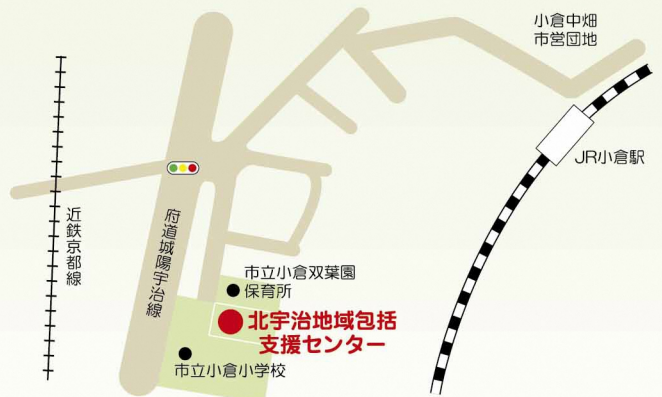 小倉中畑
市営団地
JR小倉駅
近鉄京都線
府道城陽宇治線
市立小倉双葉園
保育所
北宇治地域包括
支援センター
市立小倉小学校